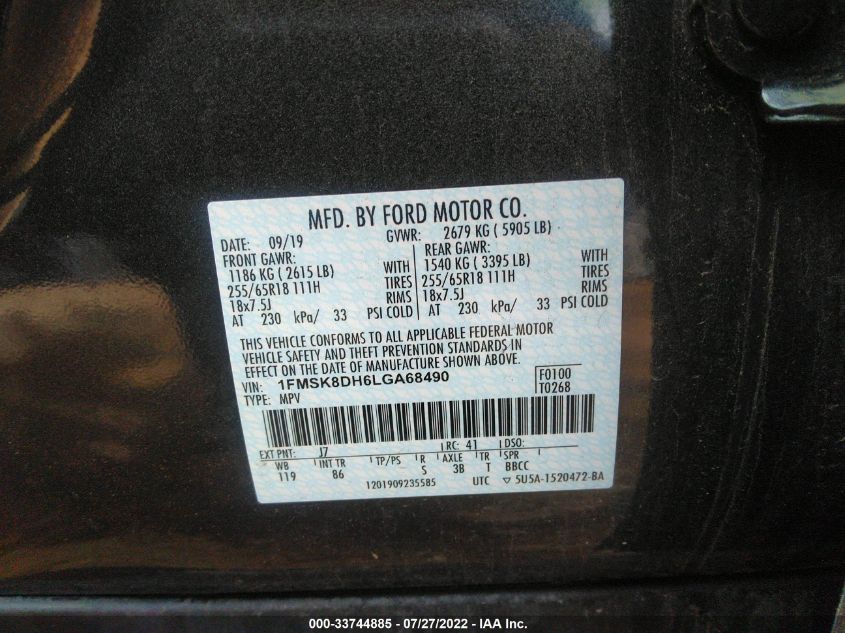 MFD. BY FORD MOTOR CO.
DATE: 09/19 GVWR: 2679 KG ( 5905 LB)
FRONT GAWR: REAR GAWR:
1186 KG ( 2615 LB) WITH 1540 KG ( 3395 LB) WITH
255/65R18 111H TIRES 255/65R18 111H TIRES
18x7.5J RIMS 18x7.5J RIMS
AT 230 kPa/ 33 PSI COLD AT 230 kPa/ 33 PSI COLD
THIS VEHICLE CONFORMS TO ALL APPLICABLE FEDERAL MOTOR
VEHICLE SAFETY AND THEFT PREVENTION STANDARDS IN
EFFECT ON THE DATE OF MANUFACTURE SHOWN ABOVE.
VIN: 1FMSK8DH6LGA68490 F0100
TYPE: MPV T0268
EXT PNT: J7 RC: 41 DSO:
WB INT TR TP/PS R AXLE TR SPR
119 86 S 3B T BBCC
1201909235585 UTC ▽ 5U5A-1520472-BA
000-33744885 - 07/27/2022 - IAA Inc.